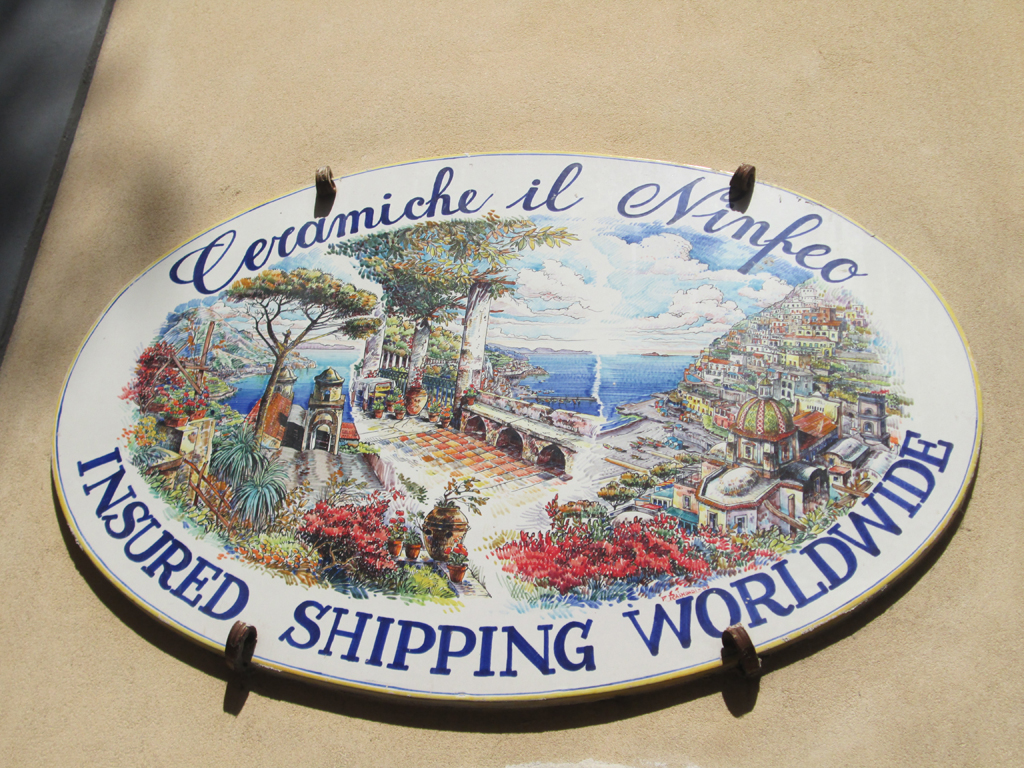 Ceramiche il Ninfeo
INSURED SHIPPING WORLDWIDE